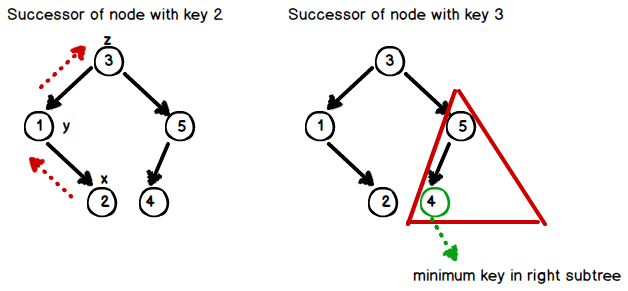 Successor of node with key 2
z
3
1
y
5
x
2
4
Successor of node with key 3
3
1
5
2
4
minimum key in right subtree